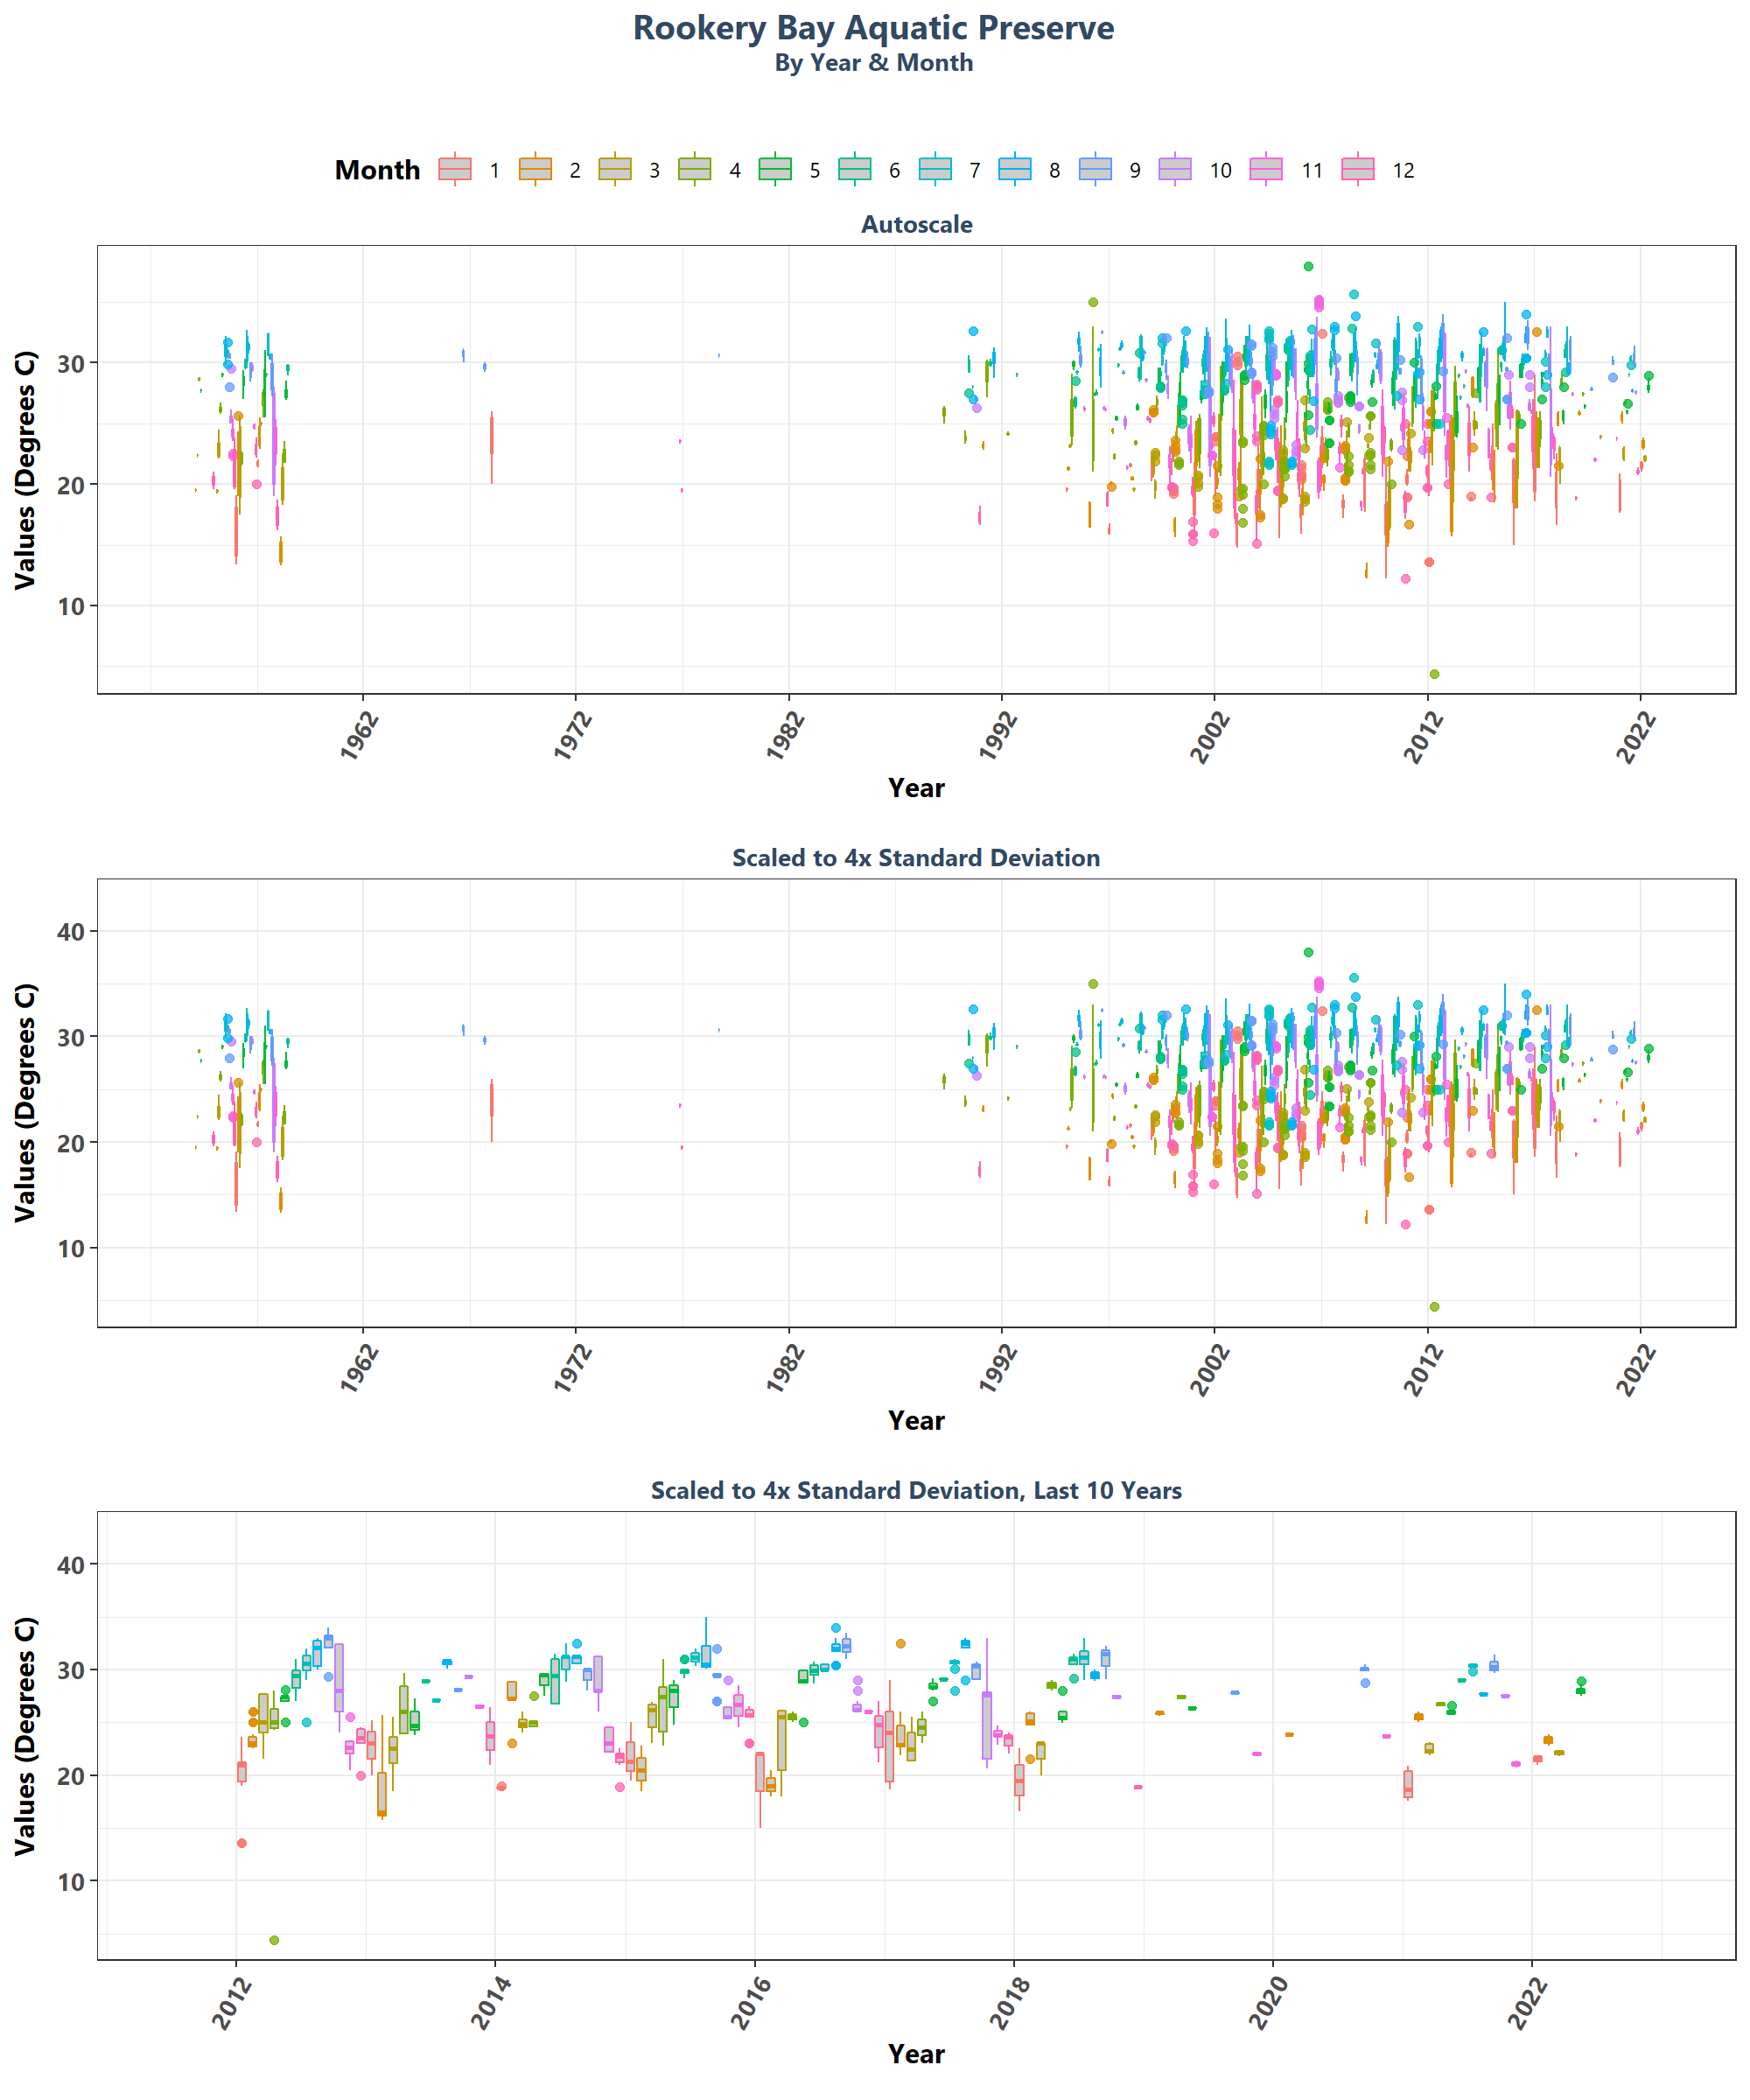 Rookery Bay Aquatic Preserve
By Year & Month
Month 1 2 3 4 5 6 7 8 9 10 11 12
Autoscale
Values (Degrees C)
30
20
10
1962 1972 1982 1992 2002 2012 2022
Year
Scaled to 4x Standard Deviation
Values (Degrees C)
40
30
20
10
1962 1972 1982 1992 2002 2012 2022
Year
Scaled to 4x Standard Deviation, Last 10 Years
Values (Degrees C)
40
30
20
10
2012 2014 2016 2018 2020 2022
Year